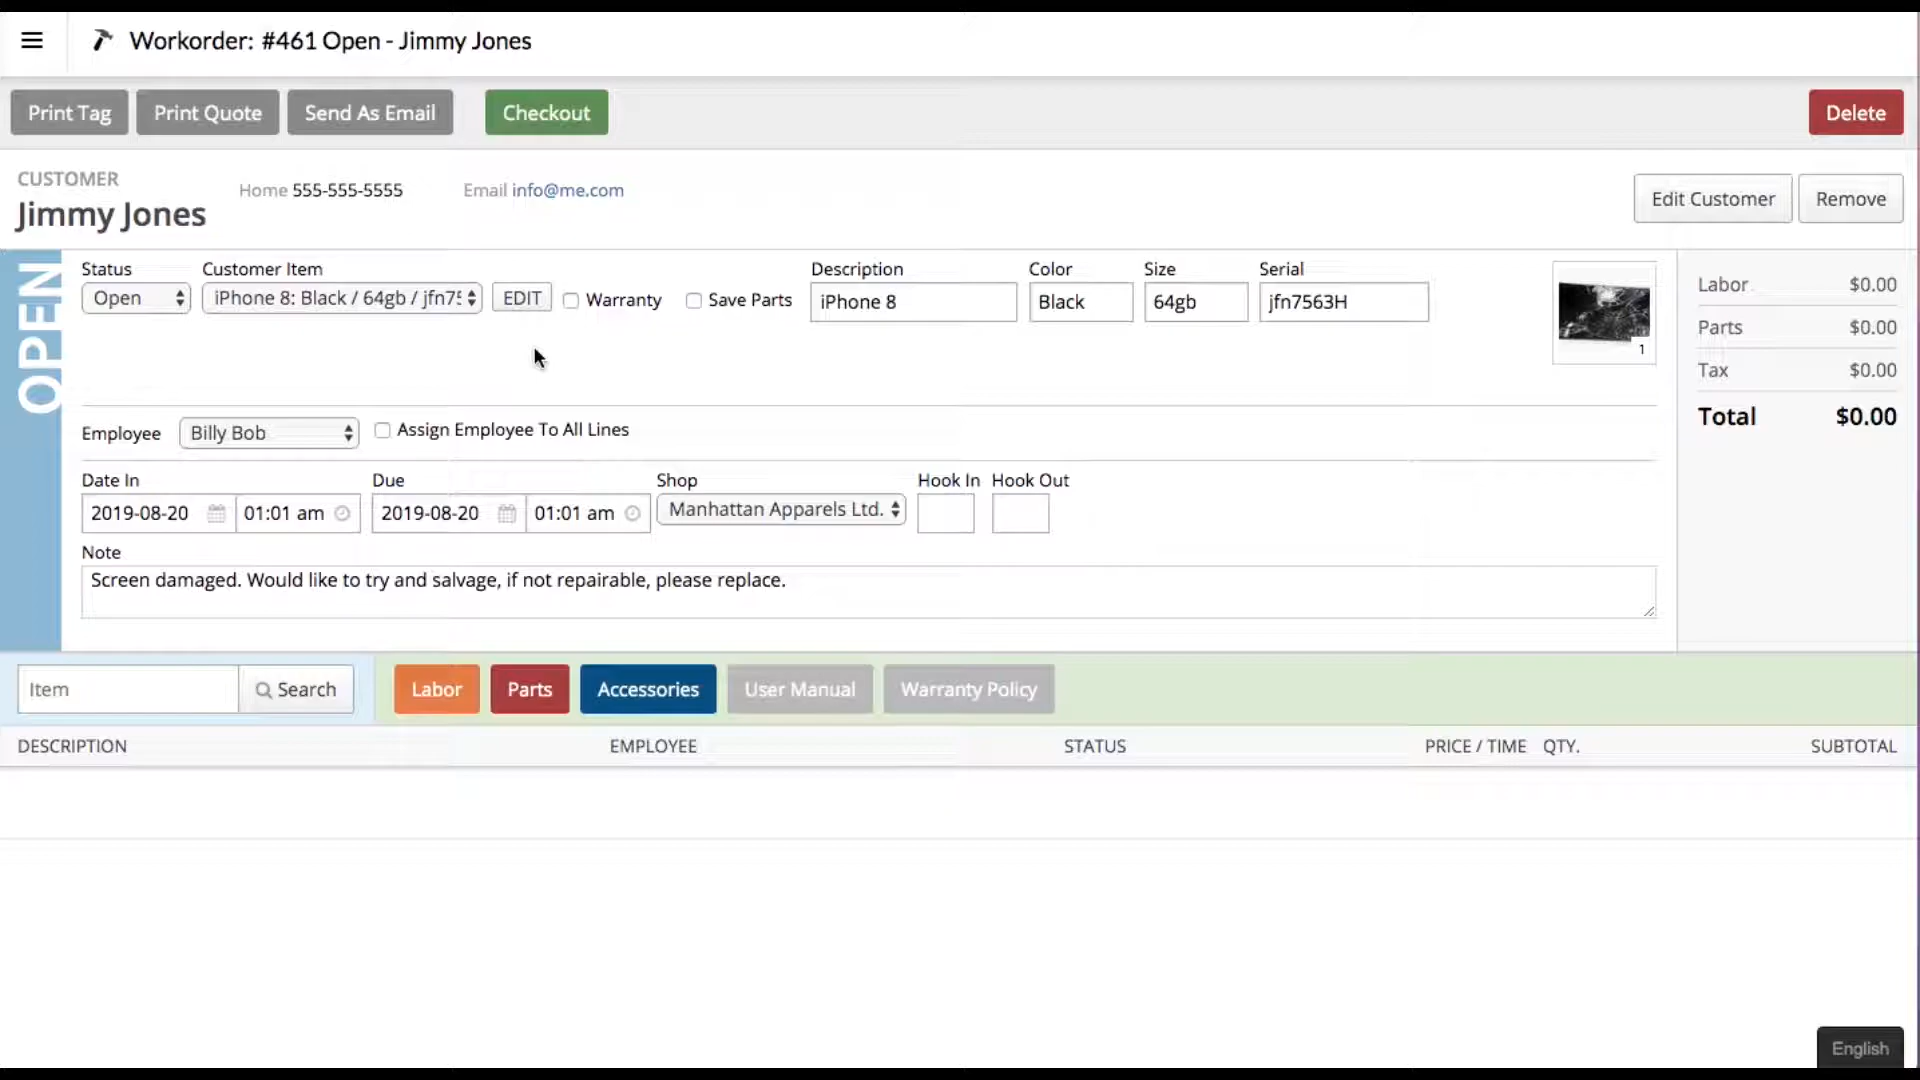 Workorder: #461 Open - Jimmy Jones
Print Tag Print Quote Send As Email Checkout Delete
CUSTOMER
Jimmy Jones
Home 555-555-5555 Email info@me.com
Edit Customer Remove
OPEN
Status Customer Item Description Color Size Serial
Open iPhone 8: Black / 64gb / jfn75 EDIT Warranty Save Parts iPhone 8 Black 64gb jfn7563H
1
Labor $0.00
Parts $0.00
Tax $0.00
Total $0.00
Employee Billy Bob Assign Employee To All Lines
Date In Due Shop Hook In Hook Out
2019-08-20 01:01 am 2019-08-20 01:01 am Manhattan Apparels Ltd.
Note
Screen damaged. Would like to try and salvage, if not repairable, please replace.
Item Search Labor Parts Accessories User Manual Warranty Policy
DESCRIPTION EMPLOYEE STATUS PRICE / TIME QTY. SUBTOTAL
English